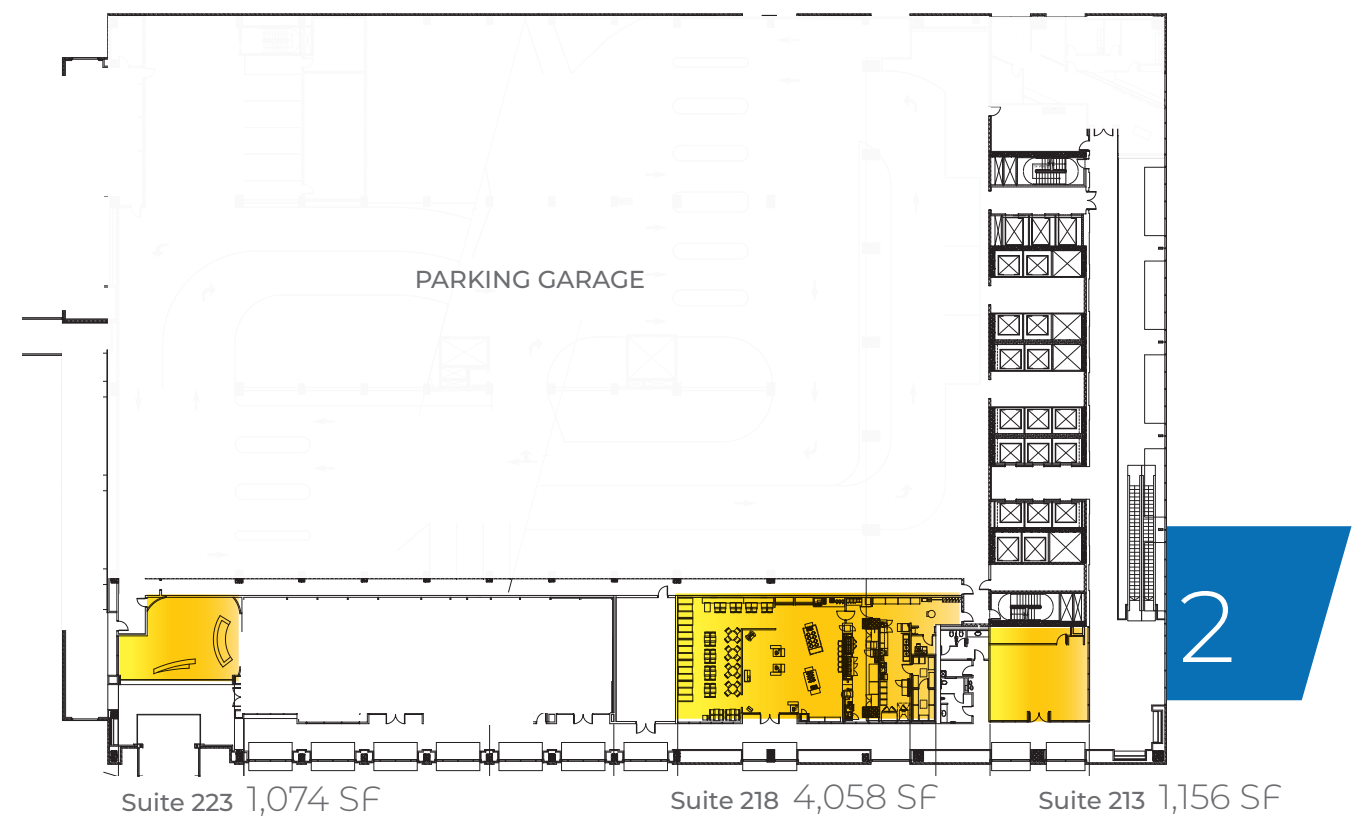 PARKING GARAGE
2
Suite 223 1,074 SF
Suite 218 4,058 SF
Suite 213 1,156 SF